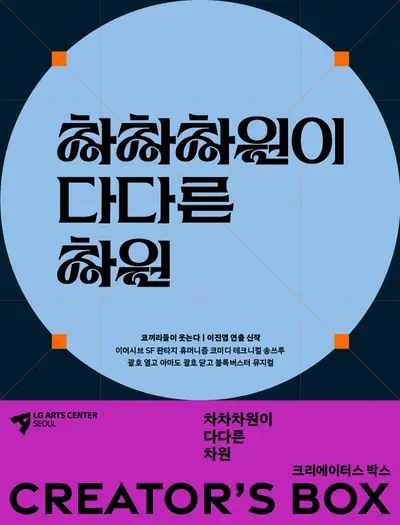 차차차원이
다다른
차원
코끼리들이 웃는다 | 이진엽 연출 신작
이머시브 SF 판타지 휴머니즘 코미디 테크니컬 송쓰루
괄호 열고 아마도 괄호 닫고 블록버스터 뮤지컬
LG ARTS CENTER
SEOUL
차차차원이
다다른
차원
크리에이터스 박스
CREATOR'S BOX